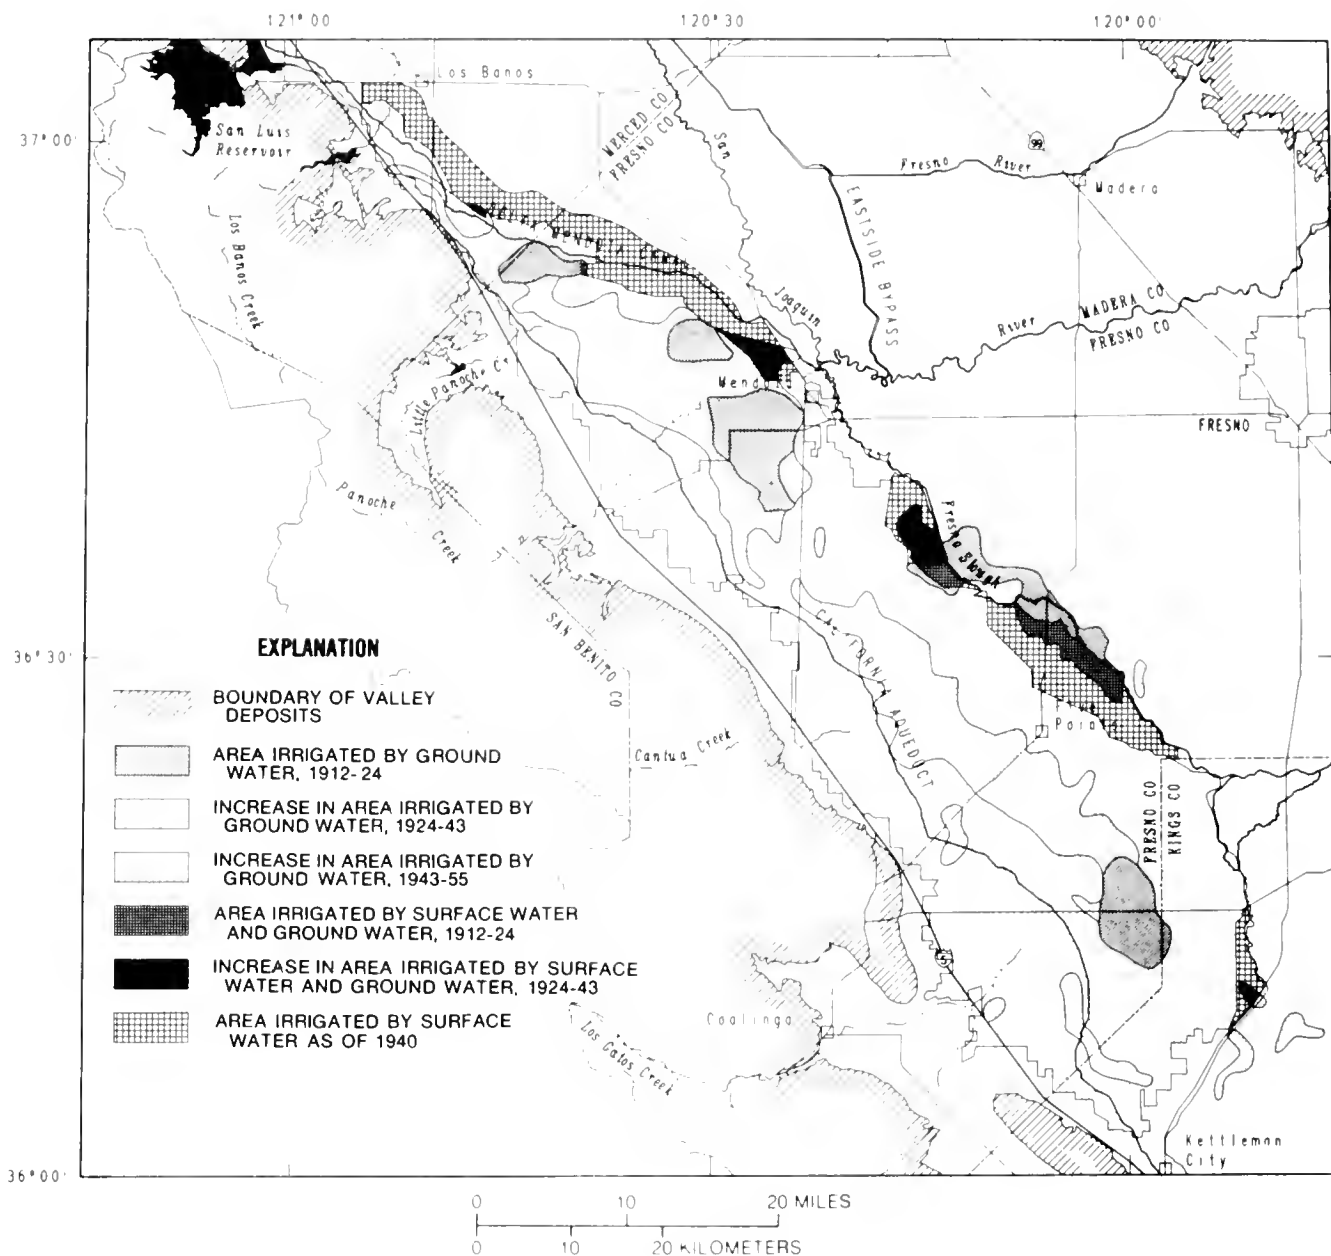 121° 00'
120° 30'
120° 00'
37° 00'
36° 30'
36° 00'
Los Banos
San Luis
Reservoir
MERCED CO
FRESNO CO
San
Joaquin
River
Fresno River
99
Madera
EASTSIDE BYPASS
MADERA CO
FRESNO CO
FRESNO
Los Banos
Creek
Little Panoche Cr
Panoche
Creek
SAN BENITO CO
Fresno Slough
CALIFORNIA AQUEDUCT
Cantua Creek
FRESNO CO
KINGS CO
5
Coalinga
Los Gatos Creek
Kettleman
City
EXPLANATION
BOUNDARY OF VALLEY
DEPOSITS
AREA IRRIGATED BY GROUND
WATER, 1912-24
INCREASE IN AREA IRRIGATED BY
GROUND WATER, 1924-43
INCREASE IN AREA IRRIGATED BY
GROUND WATER, 1943-55
AREA IRRIGATED BY SURFACE WATER
AND GROUND WATER, 1912-24
INCREASE IN AREA IRRIGATED BY SURFACE
WATER AND GROUND WATER, 1924-43
AREA IRRIGATED BY SURFACE
WATER AS OF 1940
0 10 20 MILES
0 10 20 KILOMETERS